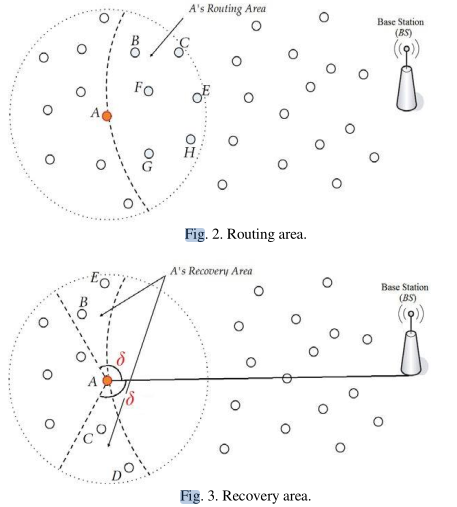 A's Routing Area
Base Station
(BS)
B
C
F
E
A
H
G
Fig. 2. Routing area.
A's Recovery Area
E
Base Station
(BS)
B
δ
A
δ
C
D
Fig. 3. Recovery area.